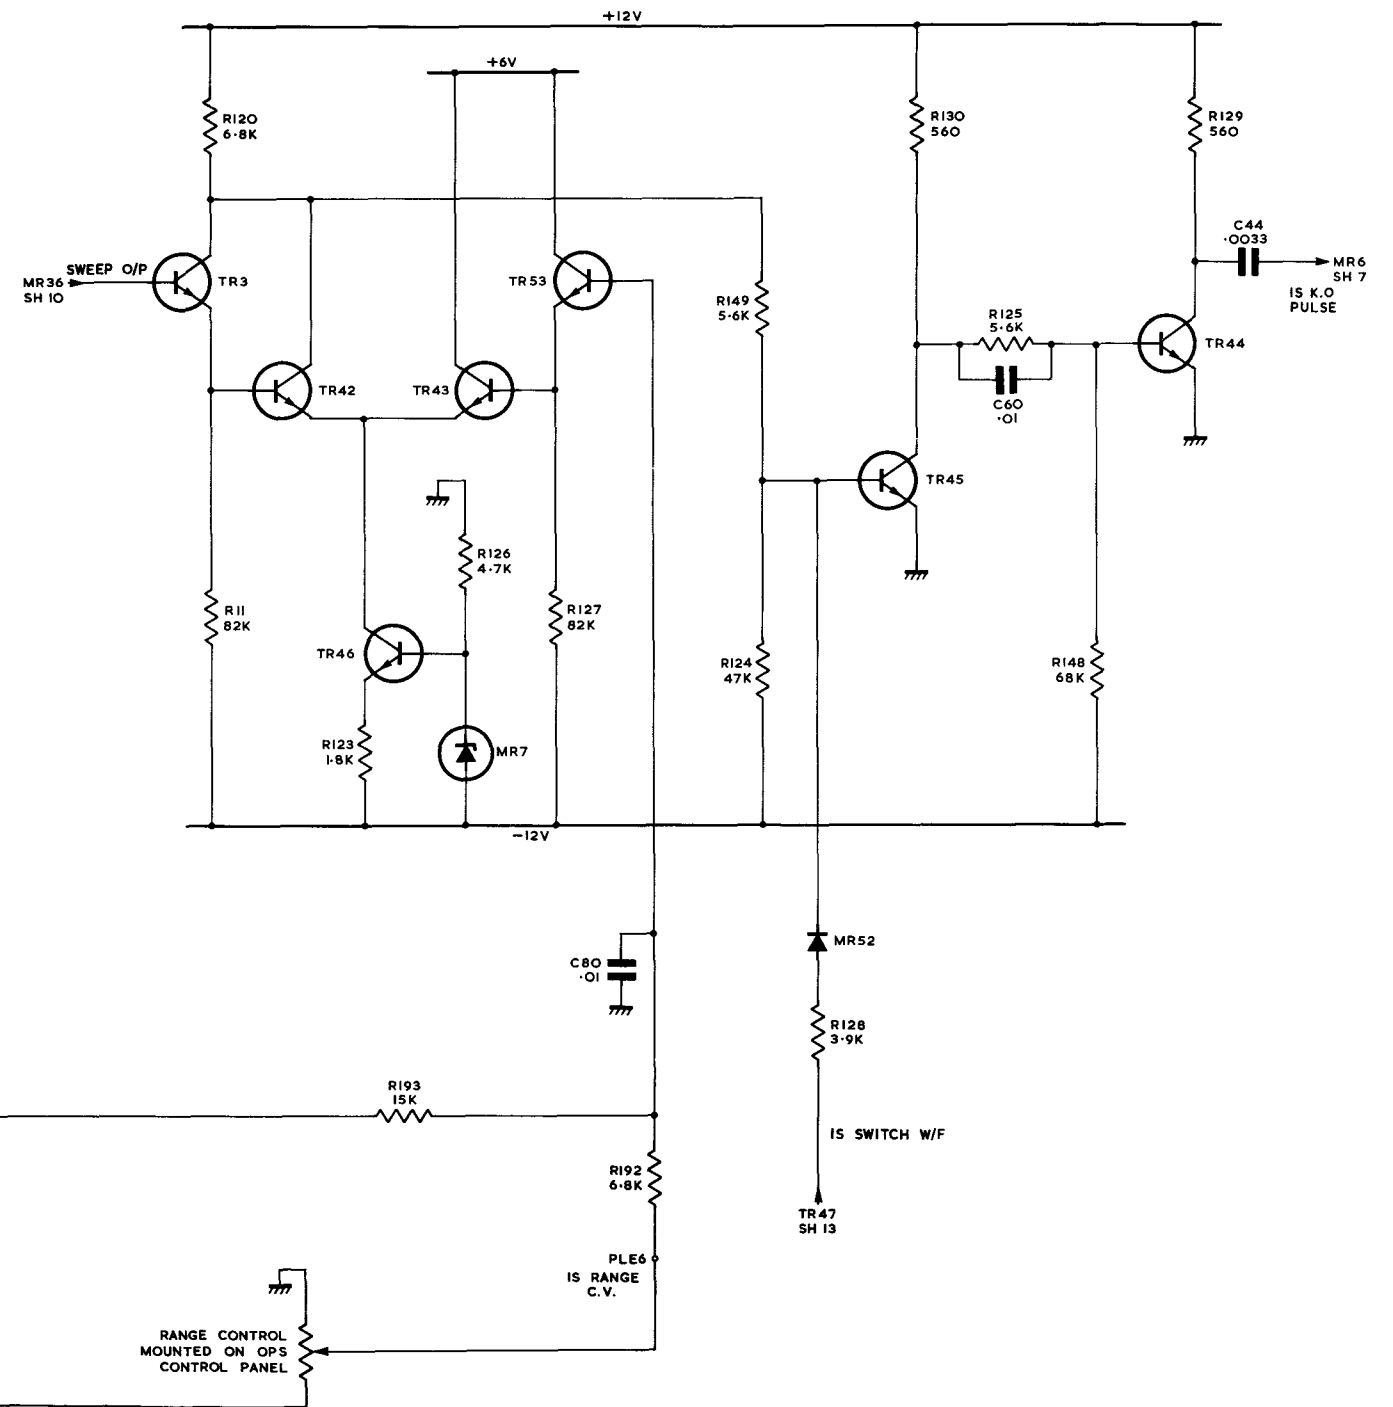 +12V
+6V
R120
6·8K
R130
560
R129
560
C44
·0033
MR36
SH 10
SWEEP O/P
TR3
TR53
MR6
SH 7
IS K.O
PULSE
R149
5·6K
R125
5·6K
TR44
TR42
TR43
C60
·01
TR45
R126
4·7K
R11
82K
R127
82K
TR46
R124
47K
R148
68K
R123
1·8K
MR7
-12V
MR52
C80
·01
R128
3·9K
R193
15K
IS SWITCH W/F
R192
6·8K
TR47
SH 13
PLE6
IS RANGE
C.V.
RANGE CONTROL
MOUNTED ON OPS
CONTROL PANEL